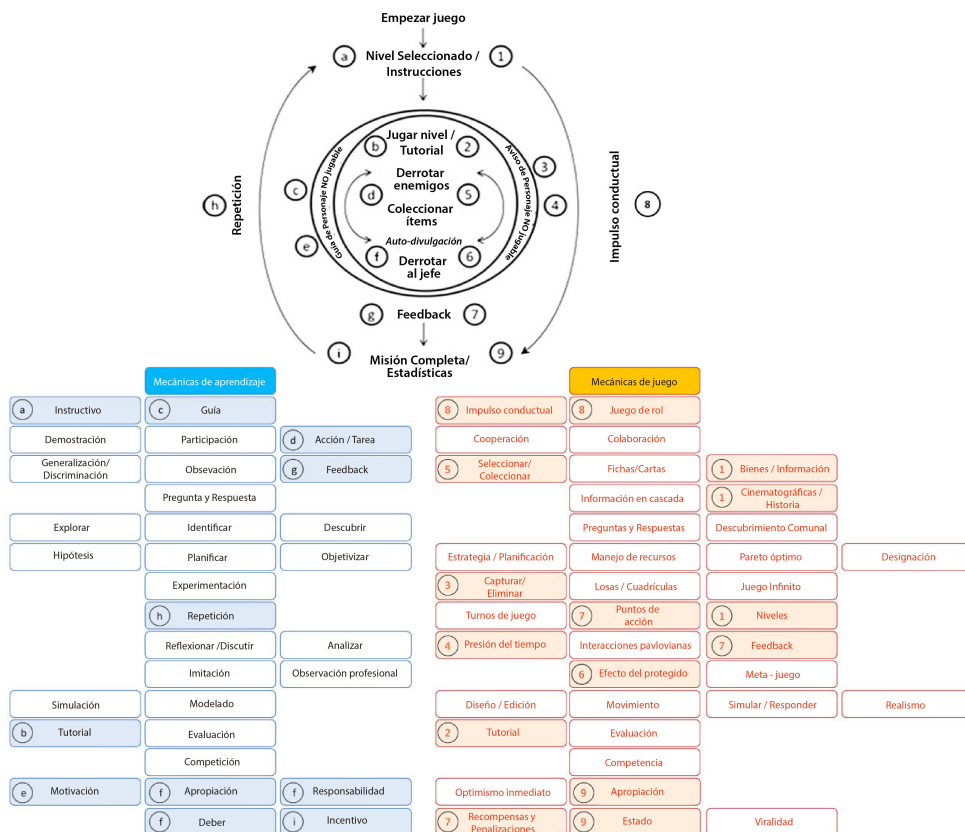 Empezar juego
a Nivel Seleccionado / 1
Instrucciones
Jugar nivel /
b Tutorial 2
Guía de Personaje NO jugable
Aviso de Personaje NO jugable
3
Derrotar
enemigos
c d 5 4
Coleccionar
ítems
Auto-divulgación
e f 6
Derrotar
al jefe
h Repetición
Impulso conductual 8
g Feedback 7
i Misión Completa/ 9
Estadísticas
Mecánicas de aprendizaje
a Instructivo c Guía
Demostración Participación d Acción / Tarea
Generalización/
Discriminación Obsevación g Feedback
Pregunta y Respuesta
Explorar Identificar Descubrir
Hipótesis Planificar Objetivizar
Experimentación
h Repetición
Reflexionar /Discutir Analizar
Imitación Observación profesional
Simulación Modelado
b Tutorial Evaluación
Competición
e Motivación f Apropiación f Responsabilidad
f Deber i Incentivo
Mecánicas de juego
8 Impulso conductual 8 Juego de rol
Cooperación Colaboración
5 Seleccionar/
Coleccionar Fichas/Cartas 1 Bienes / Información
Información en cascada 1 Cinematográficas /
Historia
Preguntas y Respuestas Descubrimiento Comunal
Estrategia / Planificación Manejo de recursos Pareto óptimo Designación
3 Capturar/
Eliminar Losas / Cuadrículas Juego Infinito
Turnos de juego 7 Puntos de
acción 1 Niveles
4 Presión del tiempo Interacciones pavlovianas 7 Feedback
6 Efecto del protegido Meta - juego
Diseño / Edición Movimiento Simular / Responder Realismo
2 Tutorial Evaluación
Competencia
Optimismo inmediato 9 Apropiación
7 Recompensas y
Penalizaciones 9 Estado Viralidad